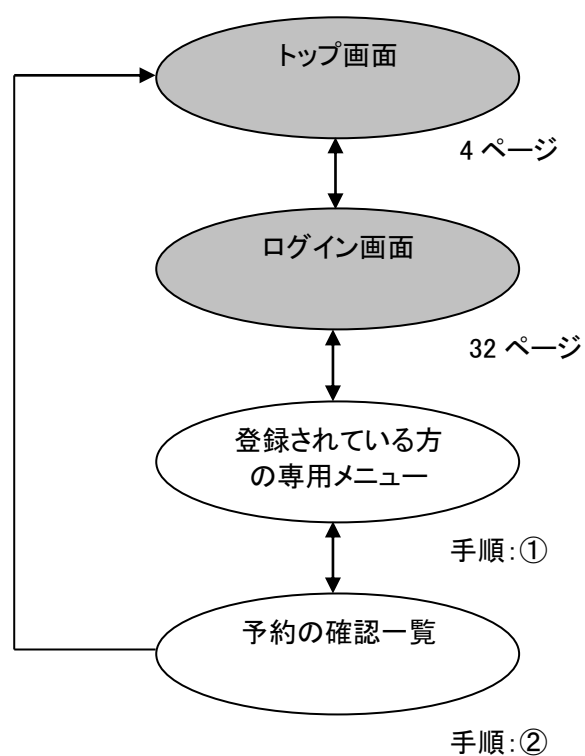 トップ画面
4 ページ
ログイン画面
32 ページ
登録されている方
の専用メニュー
手順:①
予約の確認一覧
手順:②